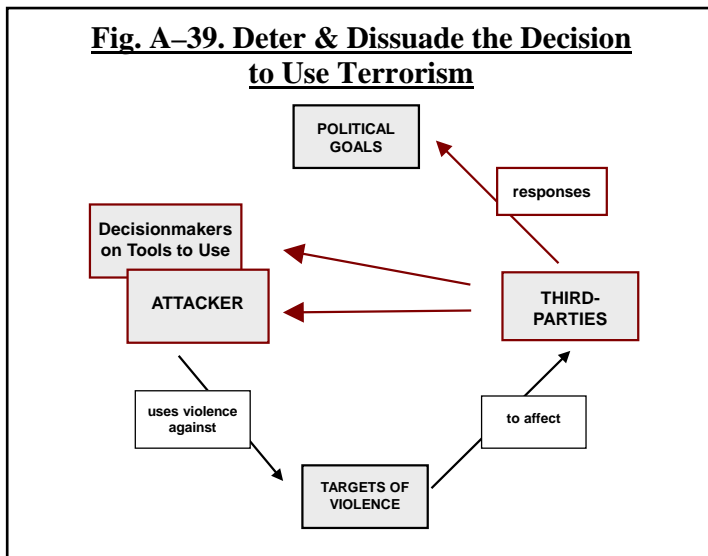 Fig. A–39. Deter & Dissuade the Decision
to Use Terrorism
POLITICAL
GOALS
responses
Decisionmakers
on Tools to Use
ATTACKER
THIRD-
PARTIES
uses violence
against
to affect
TARGETS OF
VIOLENCE